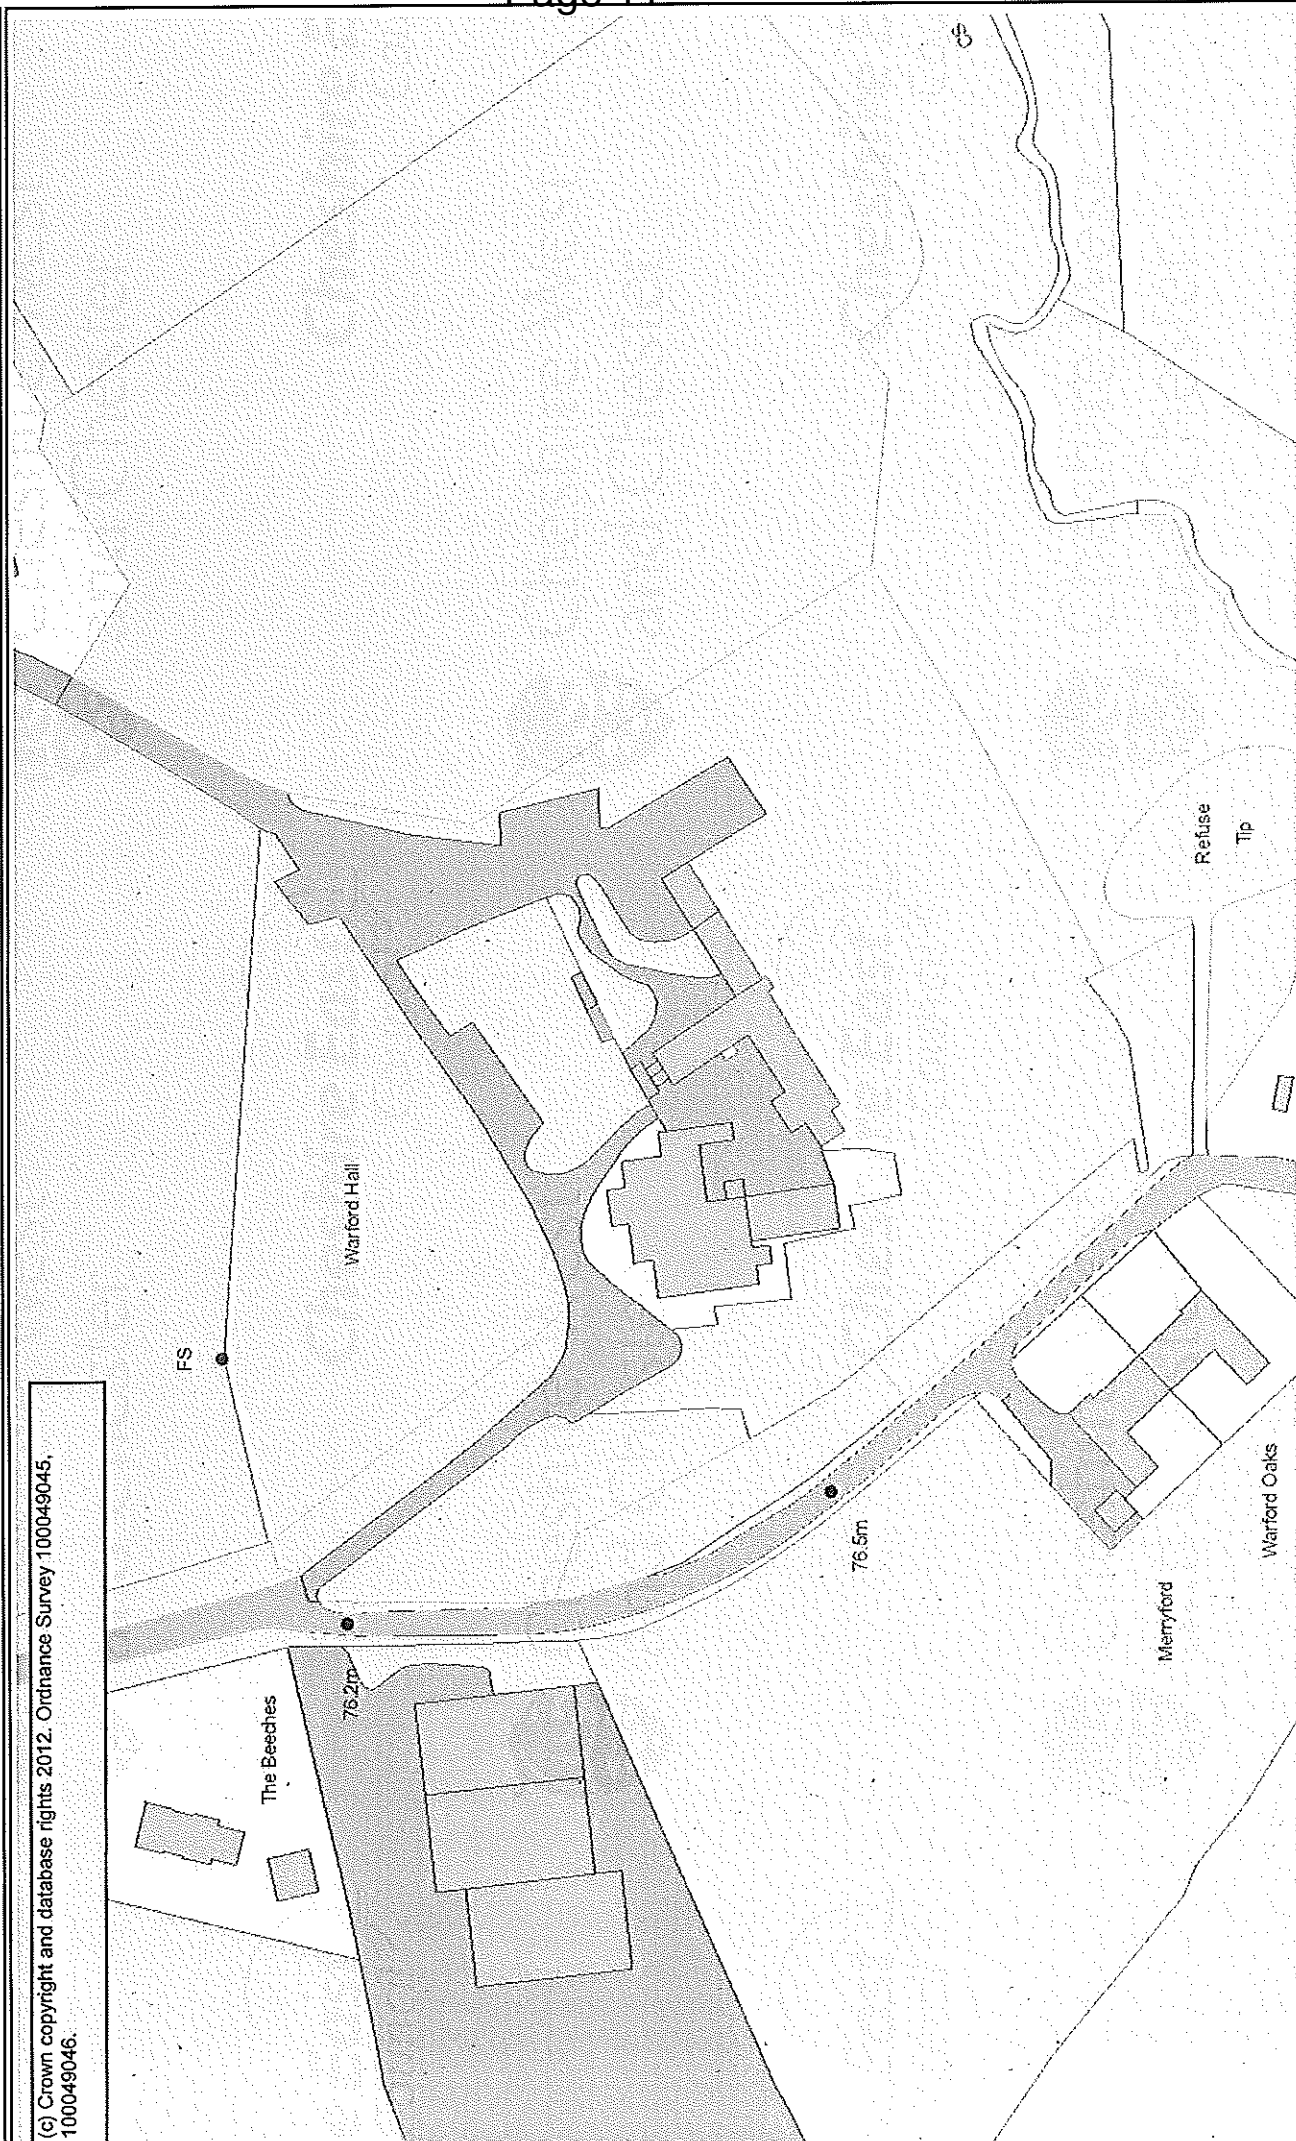 (c) Crown copyright and database rights 2012. Ordnance Survey 100049045,
100049046.
FS
Warford Hall
The Beeches
76.2m
76.5m
Refuse
Tip
Merryford
Warford Oaks